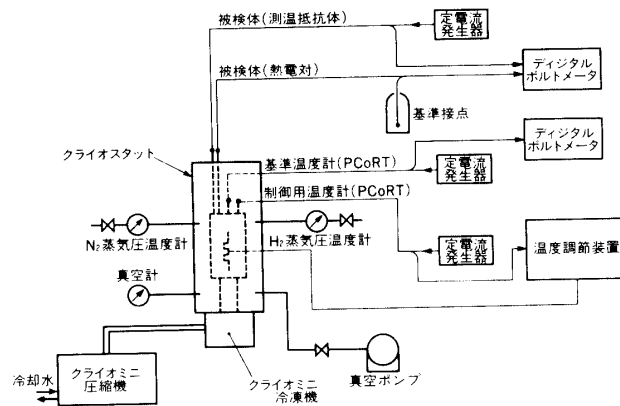 被検体(測温抵抗体)
定電流
発生器
被検体(熱電対)
ディジタル
ボルトメータ
基準接点
クライオスタット
基準温度計(PCoRT)
ディジタル
ボルトメータ
定電流
発生器
制御用温度計(PCoRT)
N₂蒸気圧温度計
H₂蒸気圧温度計
定電流
発生器
温度調節装置
真空計
冷却水
クライオミニ
圧縮機
クライオミニ
冷凍機
真空ポンプ